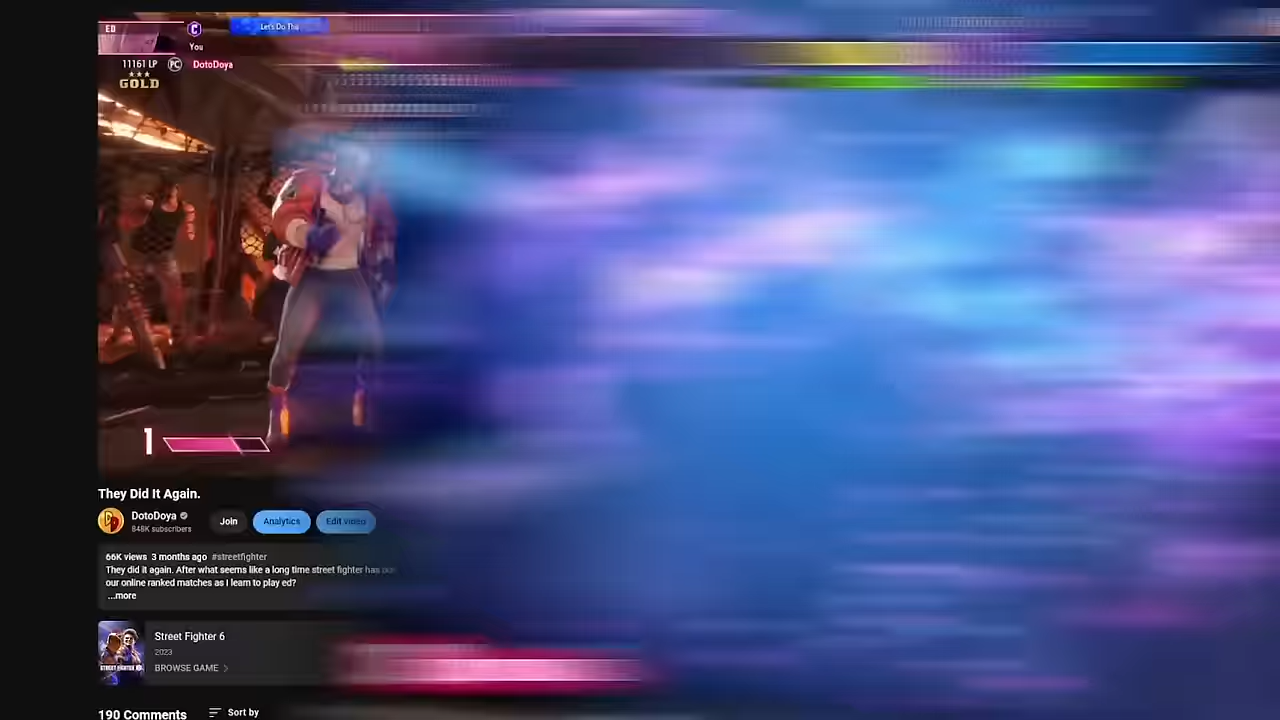 ED
You
Let's Do Tha
11161 LP
PC
DotoDoya
GOLD
1
They Did It Again.
DotoDoya
848K subscribers
Join
Analytics
Edit video
66K views 3 months ago #streetfighter
They did it again. After what seems like a long time street fighter has
our online ranked matches as I learn to play ed?
...more
Street Fighter 6
2023
BROWSE GAME
STREET FIGHTER
190 Comments
Sort by